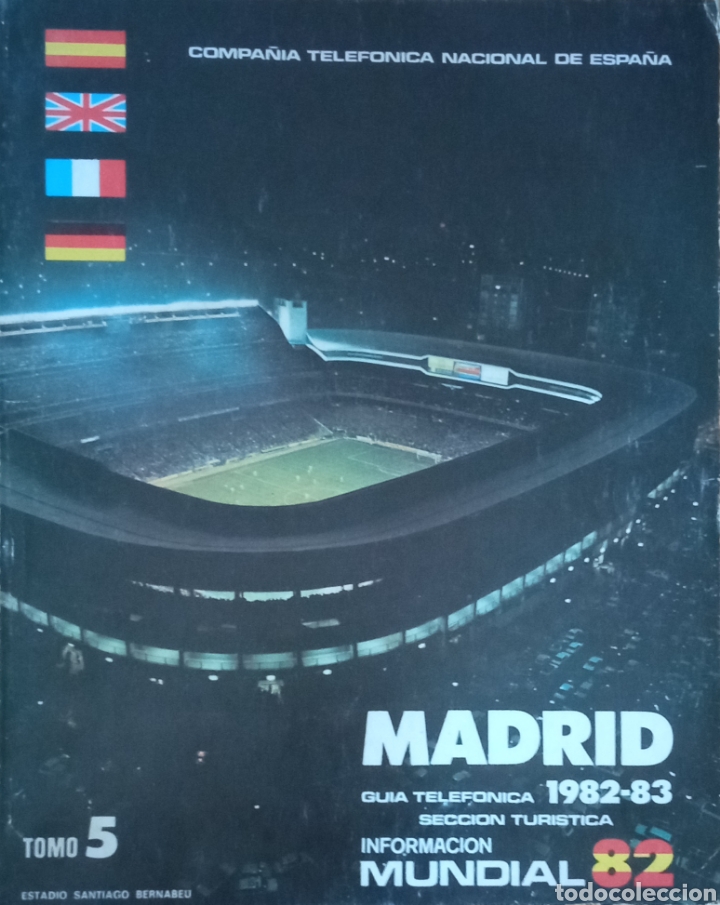 COMPAÑIA TELEFONICA NACIONAL DE ESPAÑA
MADRID
GUIA TELEFONICA 1982-83
SECCION TURISTICA
TOMO 5
INFORMACION
MUNDIAL 82
ESTADIO SANTIAGO BERNABEU
todocoleccion